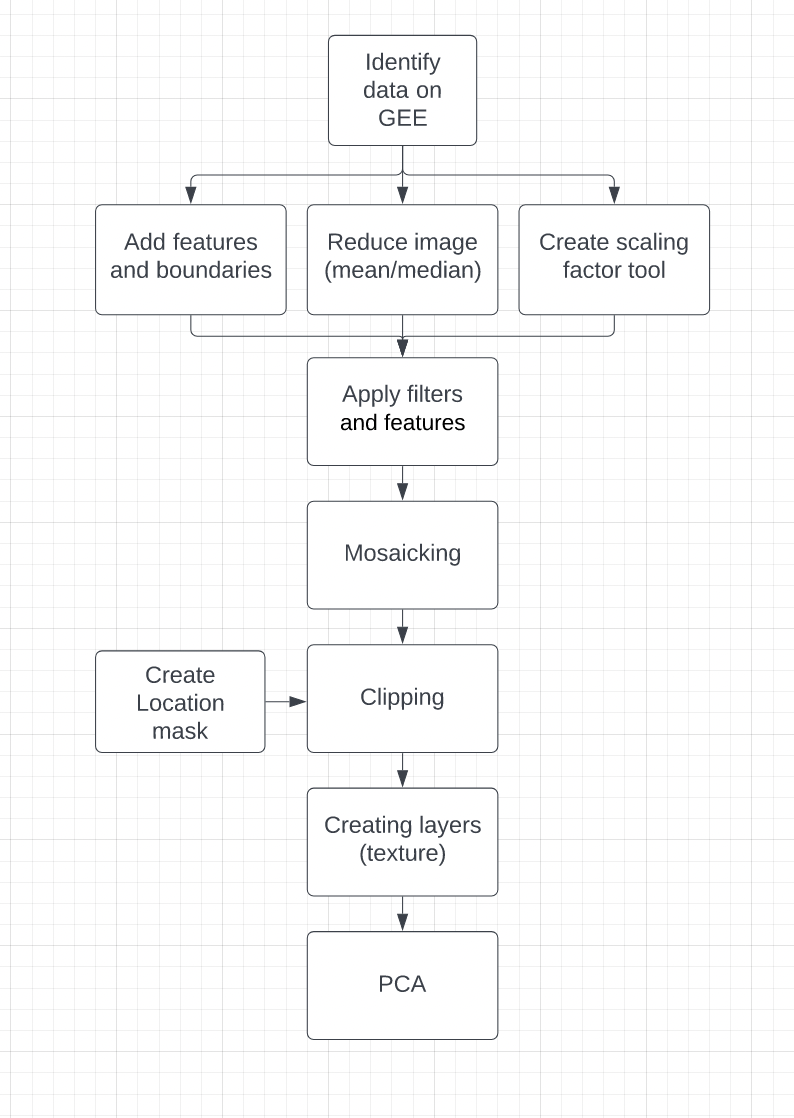 Identify
data on
GEE
Add features
and boundaries
Reduce image
(mean/median)
Create scaling
factor tool
Apply filters
and features
Mosaicking
Create
Location
mask
Clipping
Creating layers
(texture)
PCA